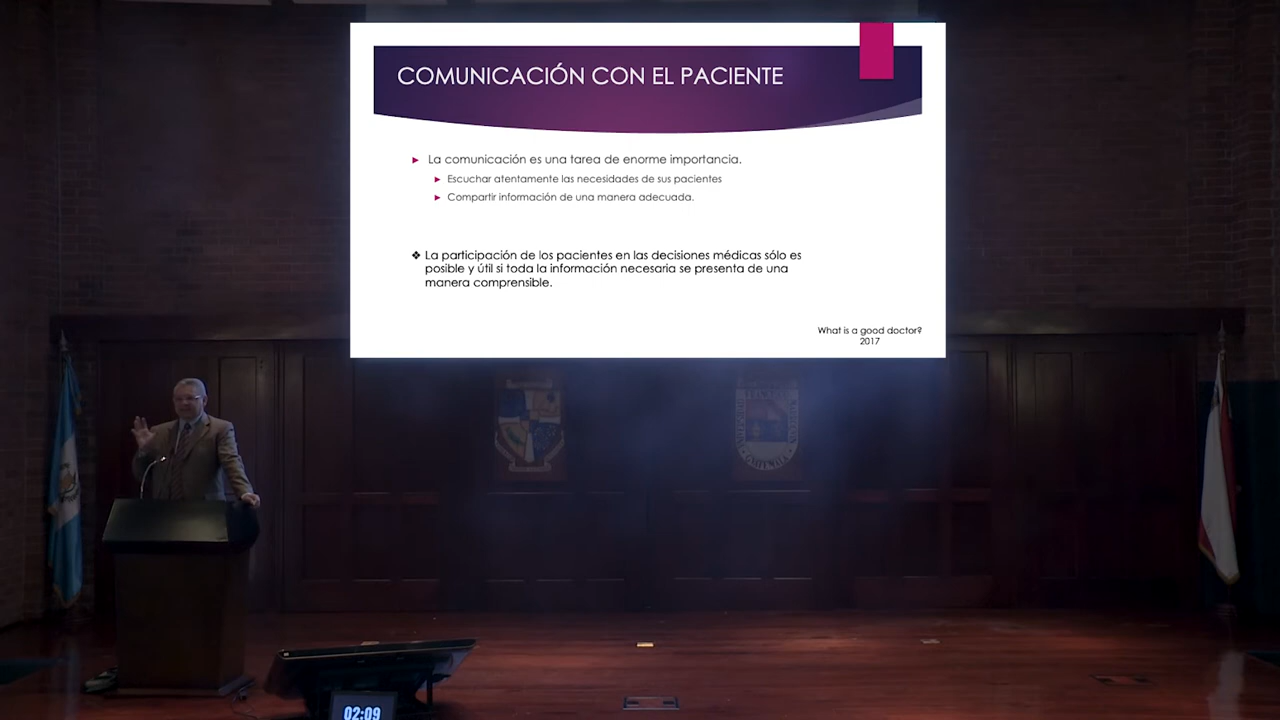 COMUNICACIÓN CON EL PACIENTE
La comunicación es una tarea de enorme importancia.
Escuchar atentamente las necesidades de sus pacientes
Compartir información de una manera adecuada.
La participación de los pacientes en las decisiones médicas sólo es
posible y útil si toda la información necesaria se presenta de una
manera comprensible.
What is a good doctor?
2017
02:09